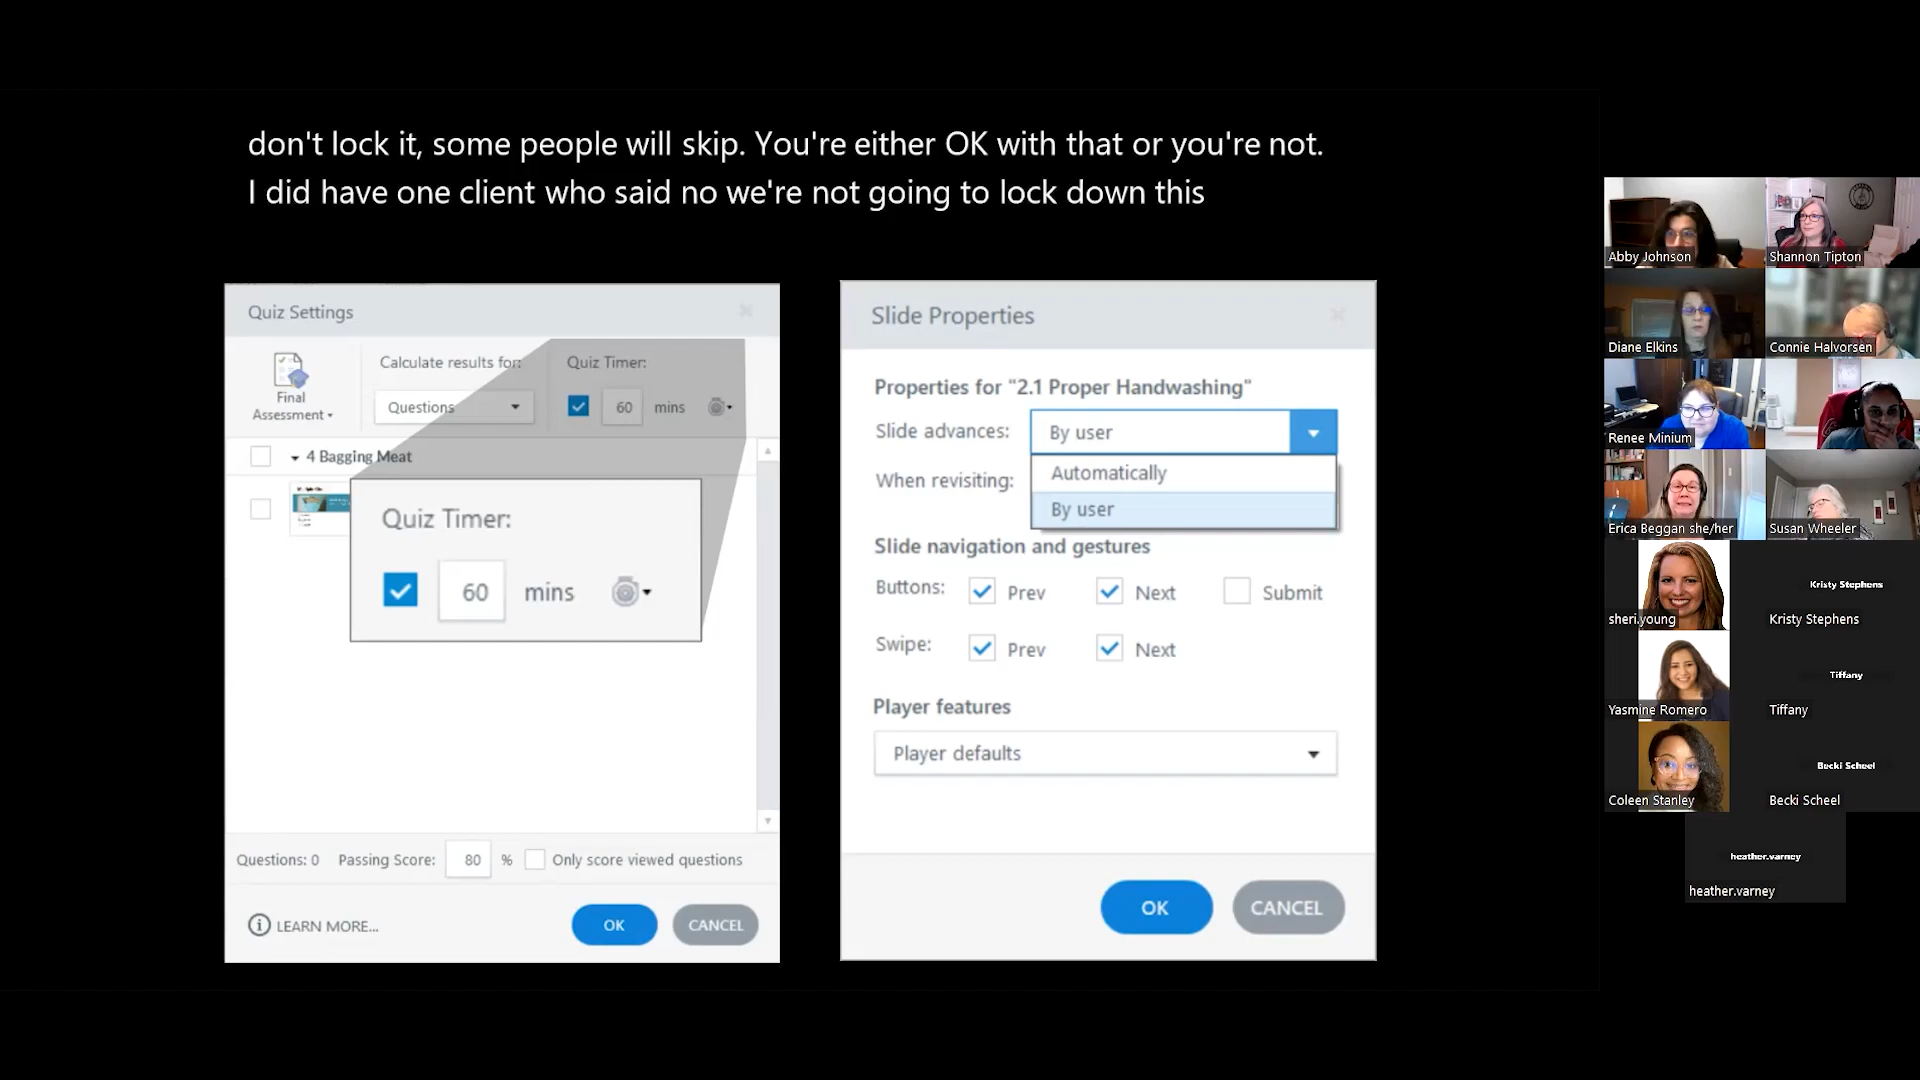 don't lock it, some people will skip. You're either OK with that or you're not.
I did have one client who said no we're not going to lock down this
Quiz Settings
Final
Assessment
Calculate results for:
Questions
Quiz Timer:
60 mins
4 Bagging Meat
Quiz Timer:
60 mins
Questions: 0 Passing Score: 80 % Only score viewed questions
LEARN MORE...
OK CANCEL
Slide Properties
Properties for "2.1 Proper Handwashing"
Slide advances: By user
Automatically
When revisiting:
By user
Slide navigation and gestures
Buttons: Prev Next Submit
Swipe: Prev Next
Player features
Player defaults
OK CANCEL
Abby Johnson
Shannon Tipton
Diane Elkins
Connie Halvorsen
Renee Minium
Erica Beggan she/her
Susan Wheeler
sheri.young
Kristy Stephens
Kristy Stephens
Yasmine Romero
Tiffany
Tiffany
Coleen Stanley
Becki Scheel
Becki Scheel
heather.varney
heather.varney